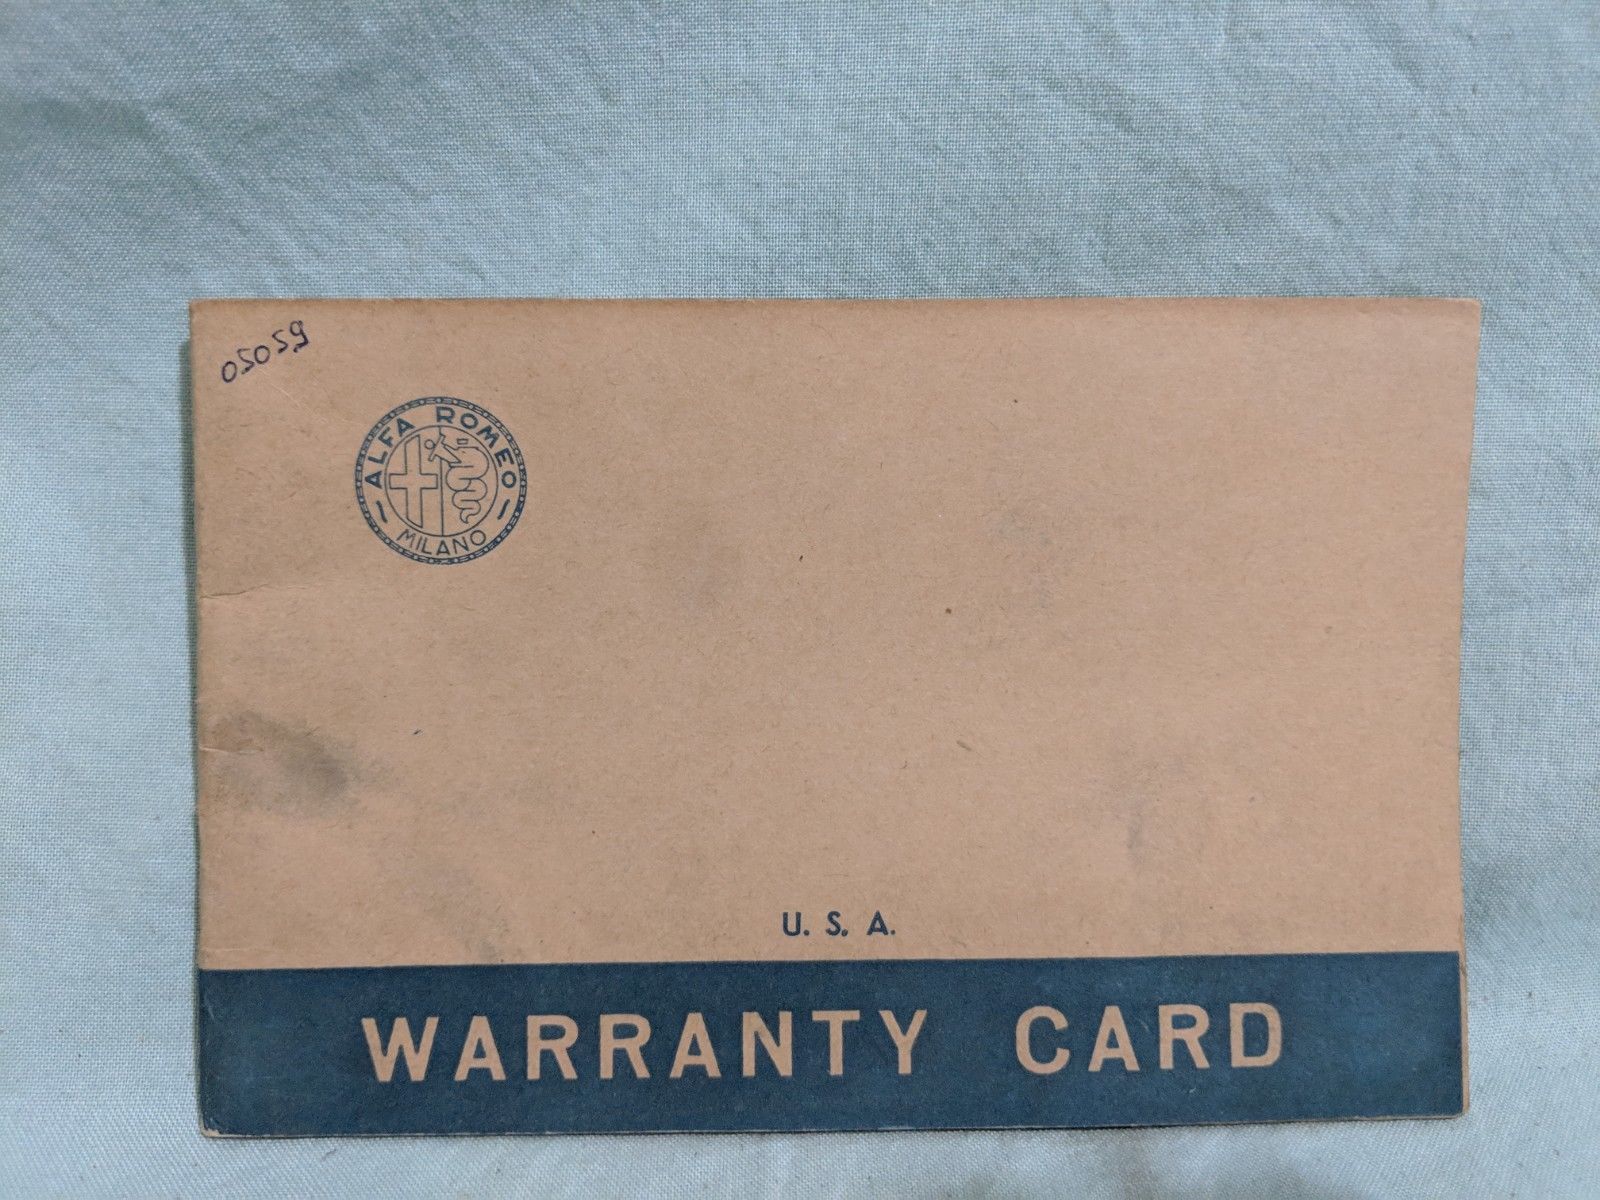 05059
ALFA ROMEO
MILANO
U. S. A.
WARRANTY CARD